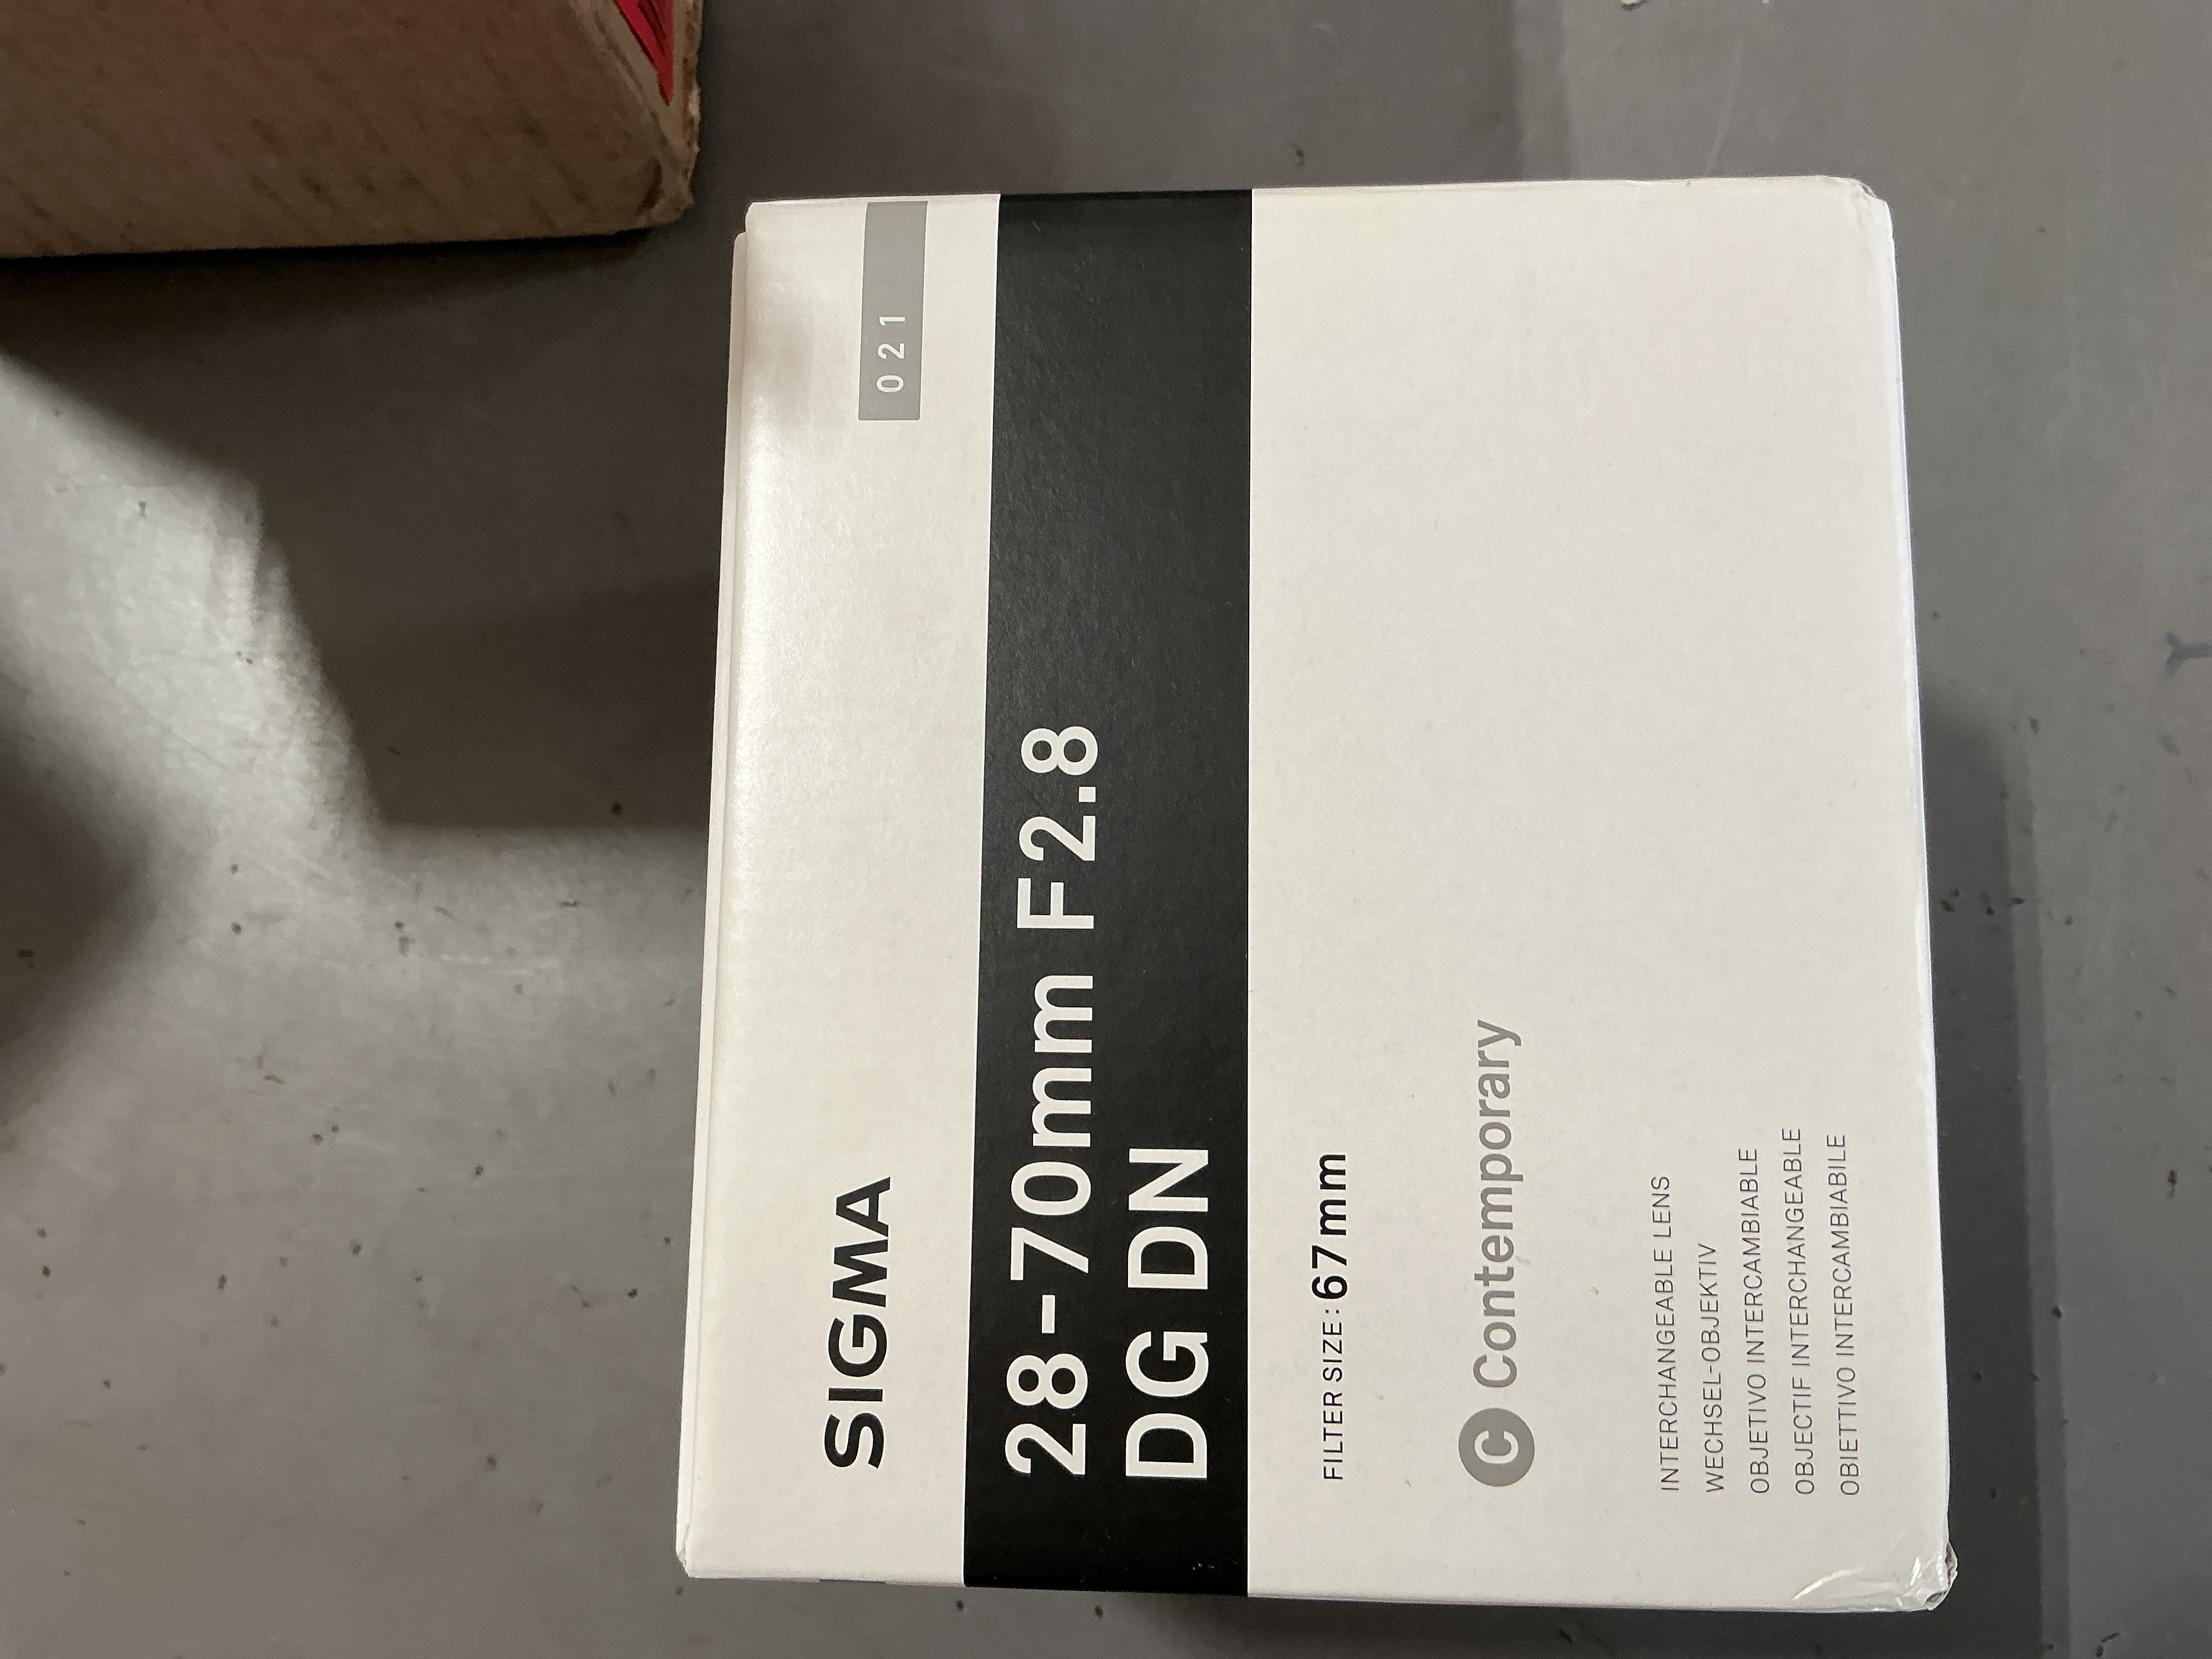 SIGMA
021
28-70mm F2.8
DG DN
FILTER SIZE : 67mm
C Contemporary
INTERCHANGEABLE LENS
WECHSEL-OBJEKTIV
OBJETIVO INTERCAMBIABLE
OBJECTIF INTERCHANGEABLE
OBIETTIVO INTERCAMBIABILE